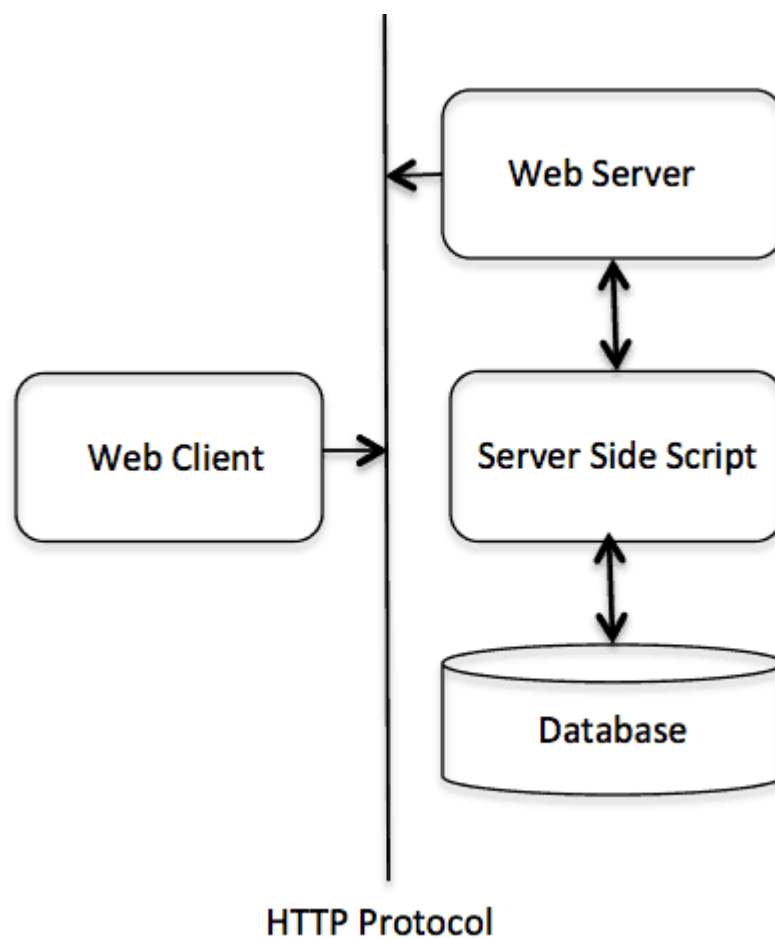 Web Server
Web Client
Server Side Script
Database
HTTP Protocol